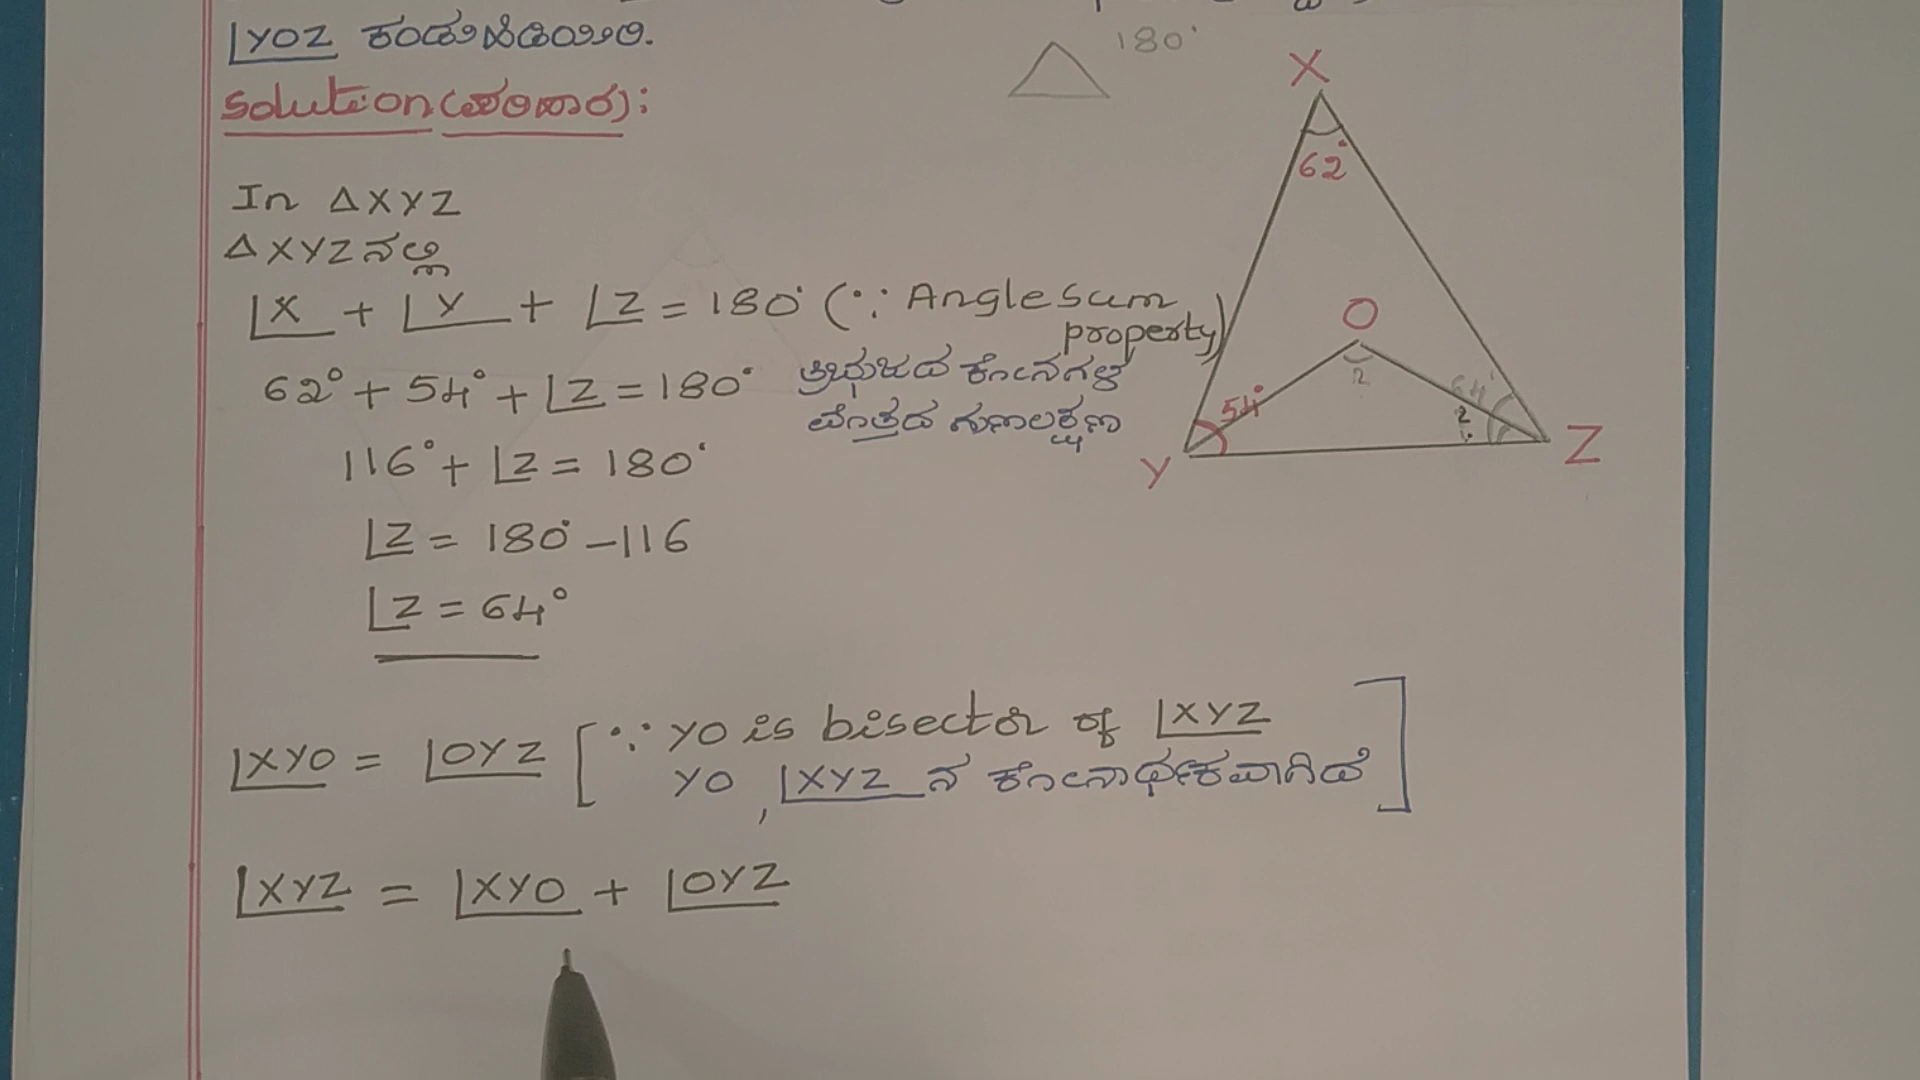 ∟YOZ ಕಂಡುಹಿಡಿಯಿರಿ.
180°
Solution (ಪರಿಹಾರ):
X
62°
In ΔXYZ
ΔXYZ ನಲ್ಲಿ
∟X + ∟Y + ∟Z = 180° (∵ Angle Sum property)
O
?
62° + 54° + ∟Z = 180°
ತ್ರಿಭುಜದ ಕೋನಗಳ
ಮೊತ್ತದ ಗುಣಲಕ್ಷಣ
54°
64°
?
Y
Z
116° + ∟Z = 180°
∟Z = 180° – 116
∟Z = 64°
∟XYO = ∟OYZ [∵ YO is bisector of ∟XYZ
YO, ∟XYZ ನ ಕೋನಾರ್ಧಕವಾಗಿದೆ]
∟XYZ = ∟XYO + ∟OYZ